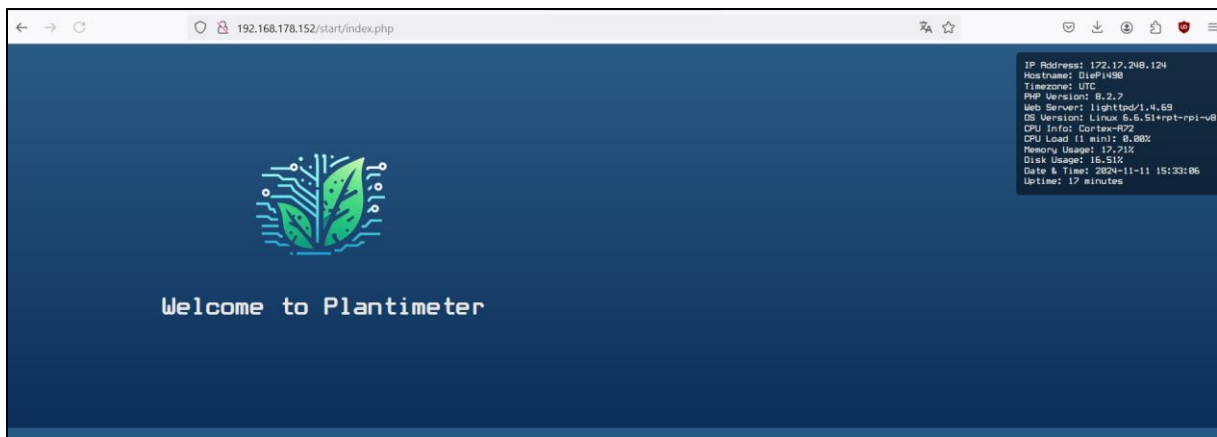 192.168.178.152/start/index.php
IP Address: 172.17.248.124
Hostname: DiePi490
Timezone: UTC
PHP Version: 8.2.7
Web Server: lighttpd/1.4.69
OS Version: Linux 6.6.51+rpt-rpi-v8
CPU Info: Cortex-A72
CPU Load (1 min): 0.00%
Memory Usage: 17.71%
Disk Usage: 16.51%
Date & Time: 2024-11-11 15:33:06
Uptime: 17 minutes
Welcome to Plantimeter